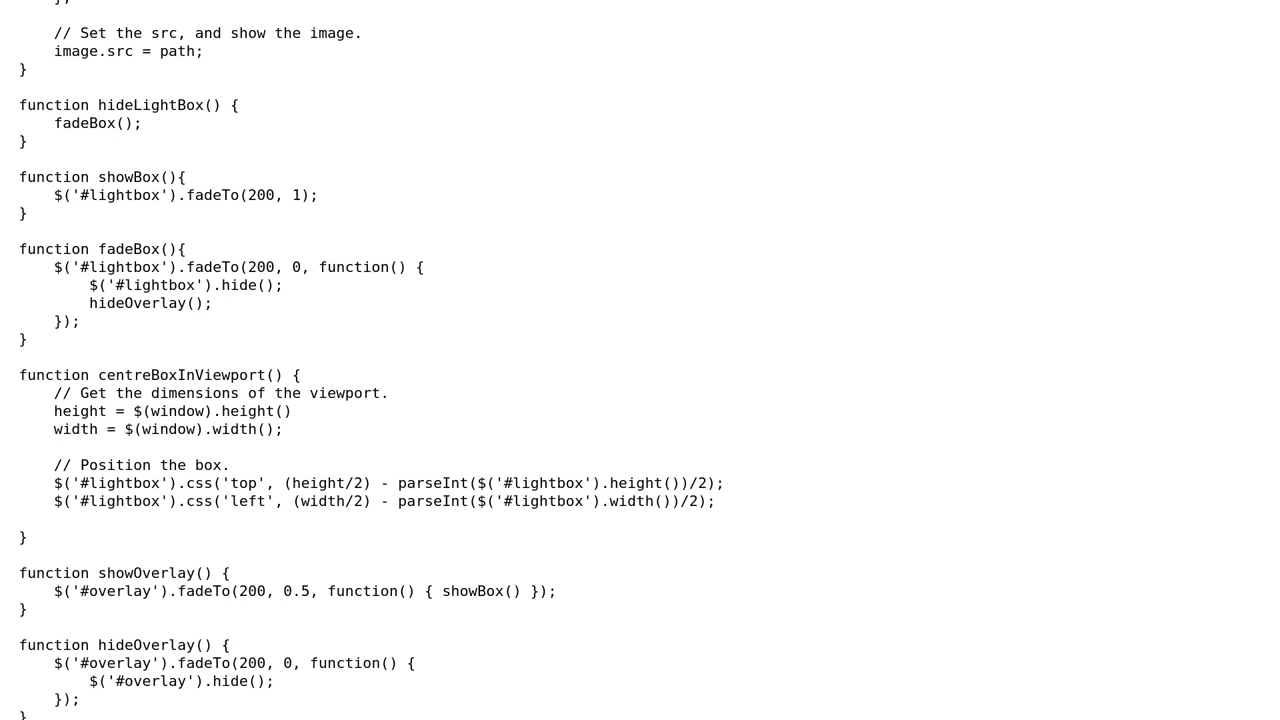 };

    // Set the src, and show the image.
    image.src = path;
}

function hideLightBox() {
    fadeBox();
}

function showBox(){
    $('#lightbox').fadeTo(200, 1);
}

function fadeBox(){
    $('#lightbox').fadeTo(200, 0, function() {
        $('#lightbox').hide();
        hideOverlay();
    });
}

function centreBoxInViewport() {
    // Get the dimensions of the viewport.
    height = $(window).height()
    width = $(window).width();

    // Position the box.
    $('#lightbox').css('top', (height/2) - parseInt($('#lightbox').height())/2);
    $('#lightbox').css('left', (width/2) - parseInt($('#lightbox').width())/2);

}

function showOverlay() {
    $('#overlay').fadeTo(200, 0.5, function() { showBox() });
}

function hideOverlay() {
    $('#overlay').fadeTo(200, 0, function() {
        $('#overlay').hide();
    });
}